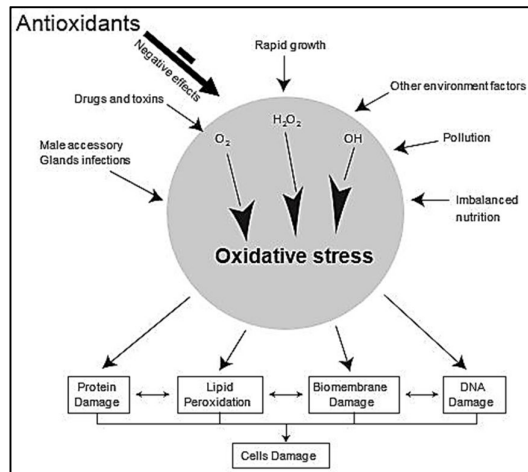 Antioxidants
Negative effects
Rapid growth
Drugs and toxins
Other environment factors
Male accessory
Glands infections
O₂
H₂O₂
OH
Pollution
Imbalanced
nutrition
Oxidative stress
Protein
Damage
Lipid
Peroxidation
Biomembrane
Damage
DNA
Damage
Cells Damage